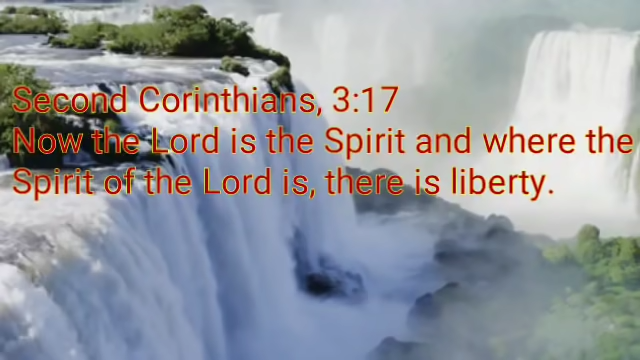 Second Corinthians, 3:17
Now the Lord is the Spirit and where the
Spirit of the Lord is, there is liberty.